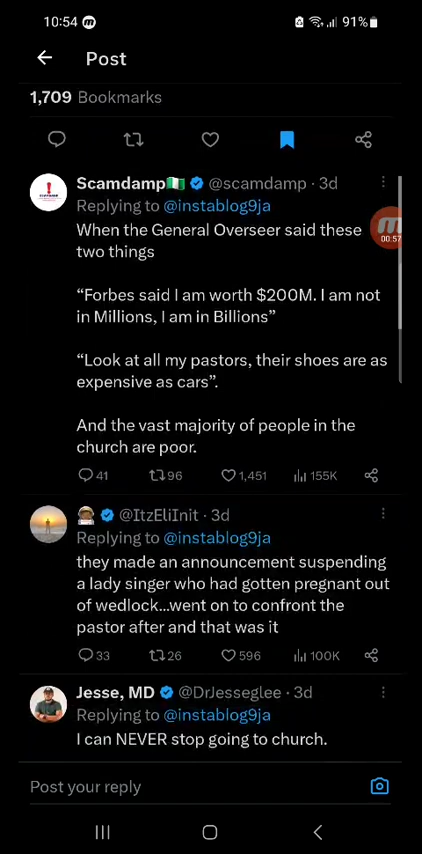 10:54 m 91%
Post
1,709 Bookmarks
Scamdamp🇳🇬 @scamdamp · 3d
Replying to @instablog9ja
When the General Overseer said these
two things
“Forbes said I am worth $200M. I am not
in Millions, I am in Billions”
“Look at all my pastors, their shoes are as
expensive as cars”.
And the vast majority of people in the
church are poor.
41 96 1,451 155K
@ItzEliInit · 3d
Replying to @instablog9ja
they made an announcement suspending
a lady singer who had gotten pregnant out
of wedlock...went on to confront the
pastor after and that was it
33 26 596 100K
Jesse, MD @DrJesseglee · 3d
Replying to @instablog9ja
I can NEVER stop going to church.
Post your reply
m
00:57